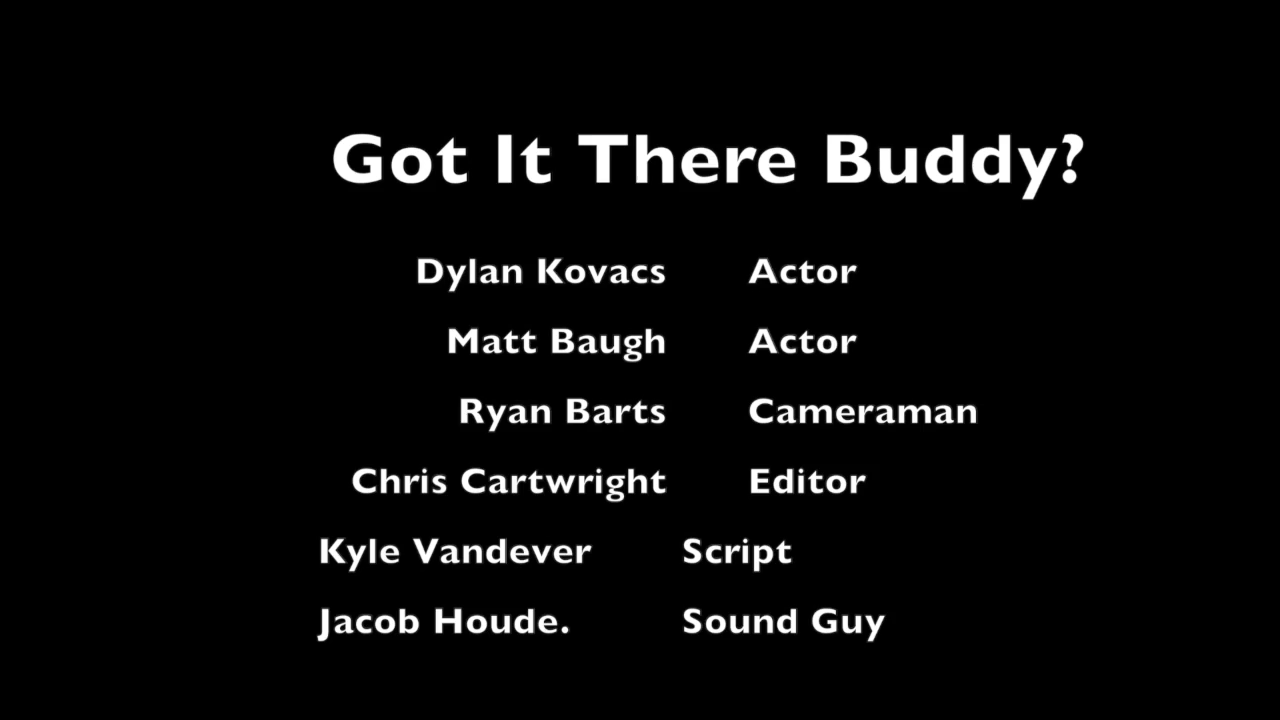 Got It There Buddy?
Dylan Kovacs Actor
Matt Baugh Actor
Ryan Barts Cameraman
Chris Cartwright Editor
Kyle Vandever Script
Jacob Houde. Sound Guy